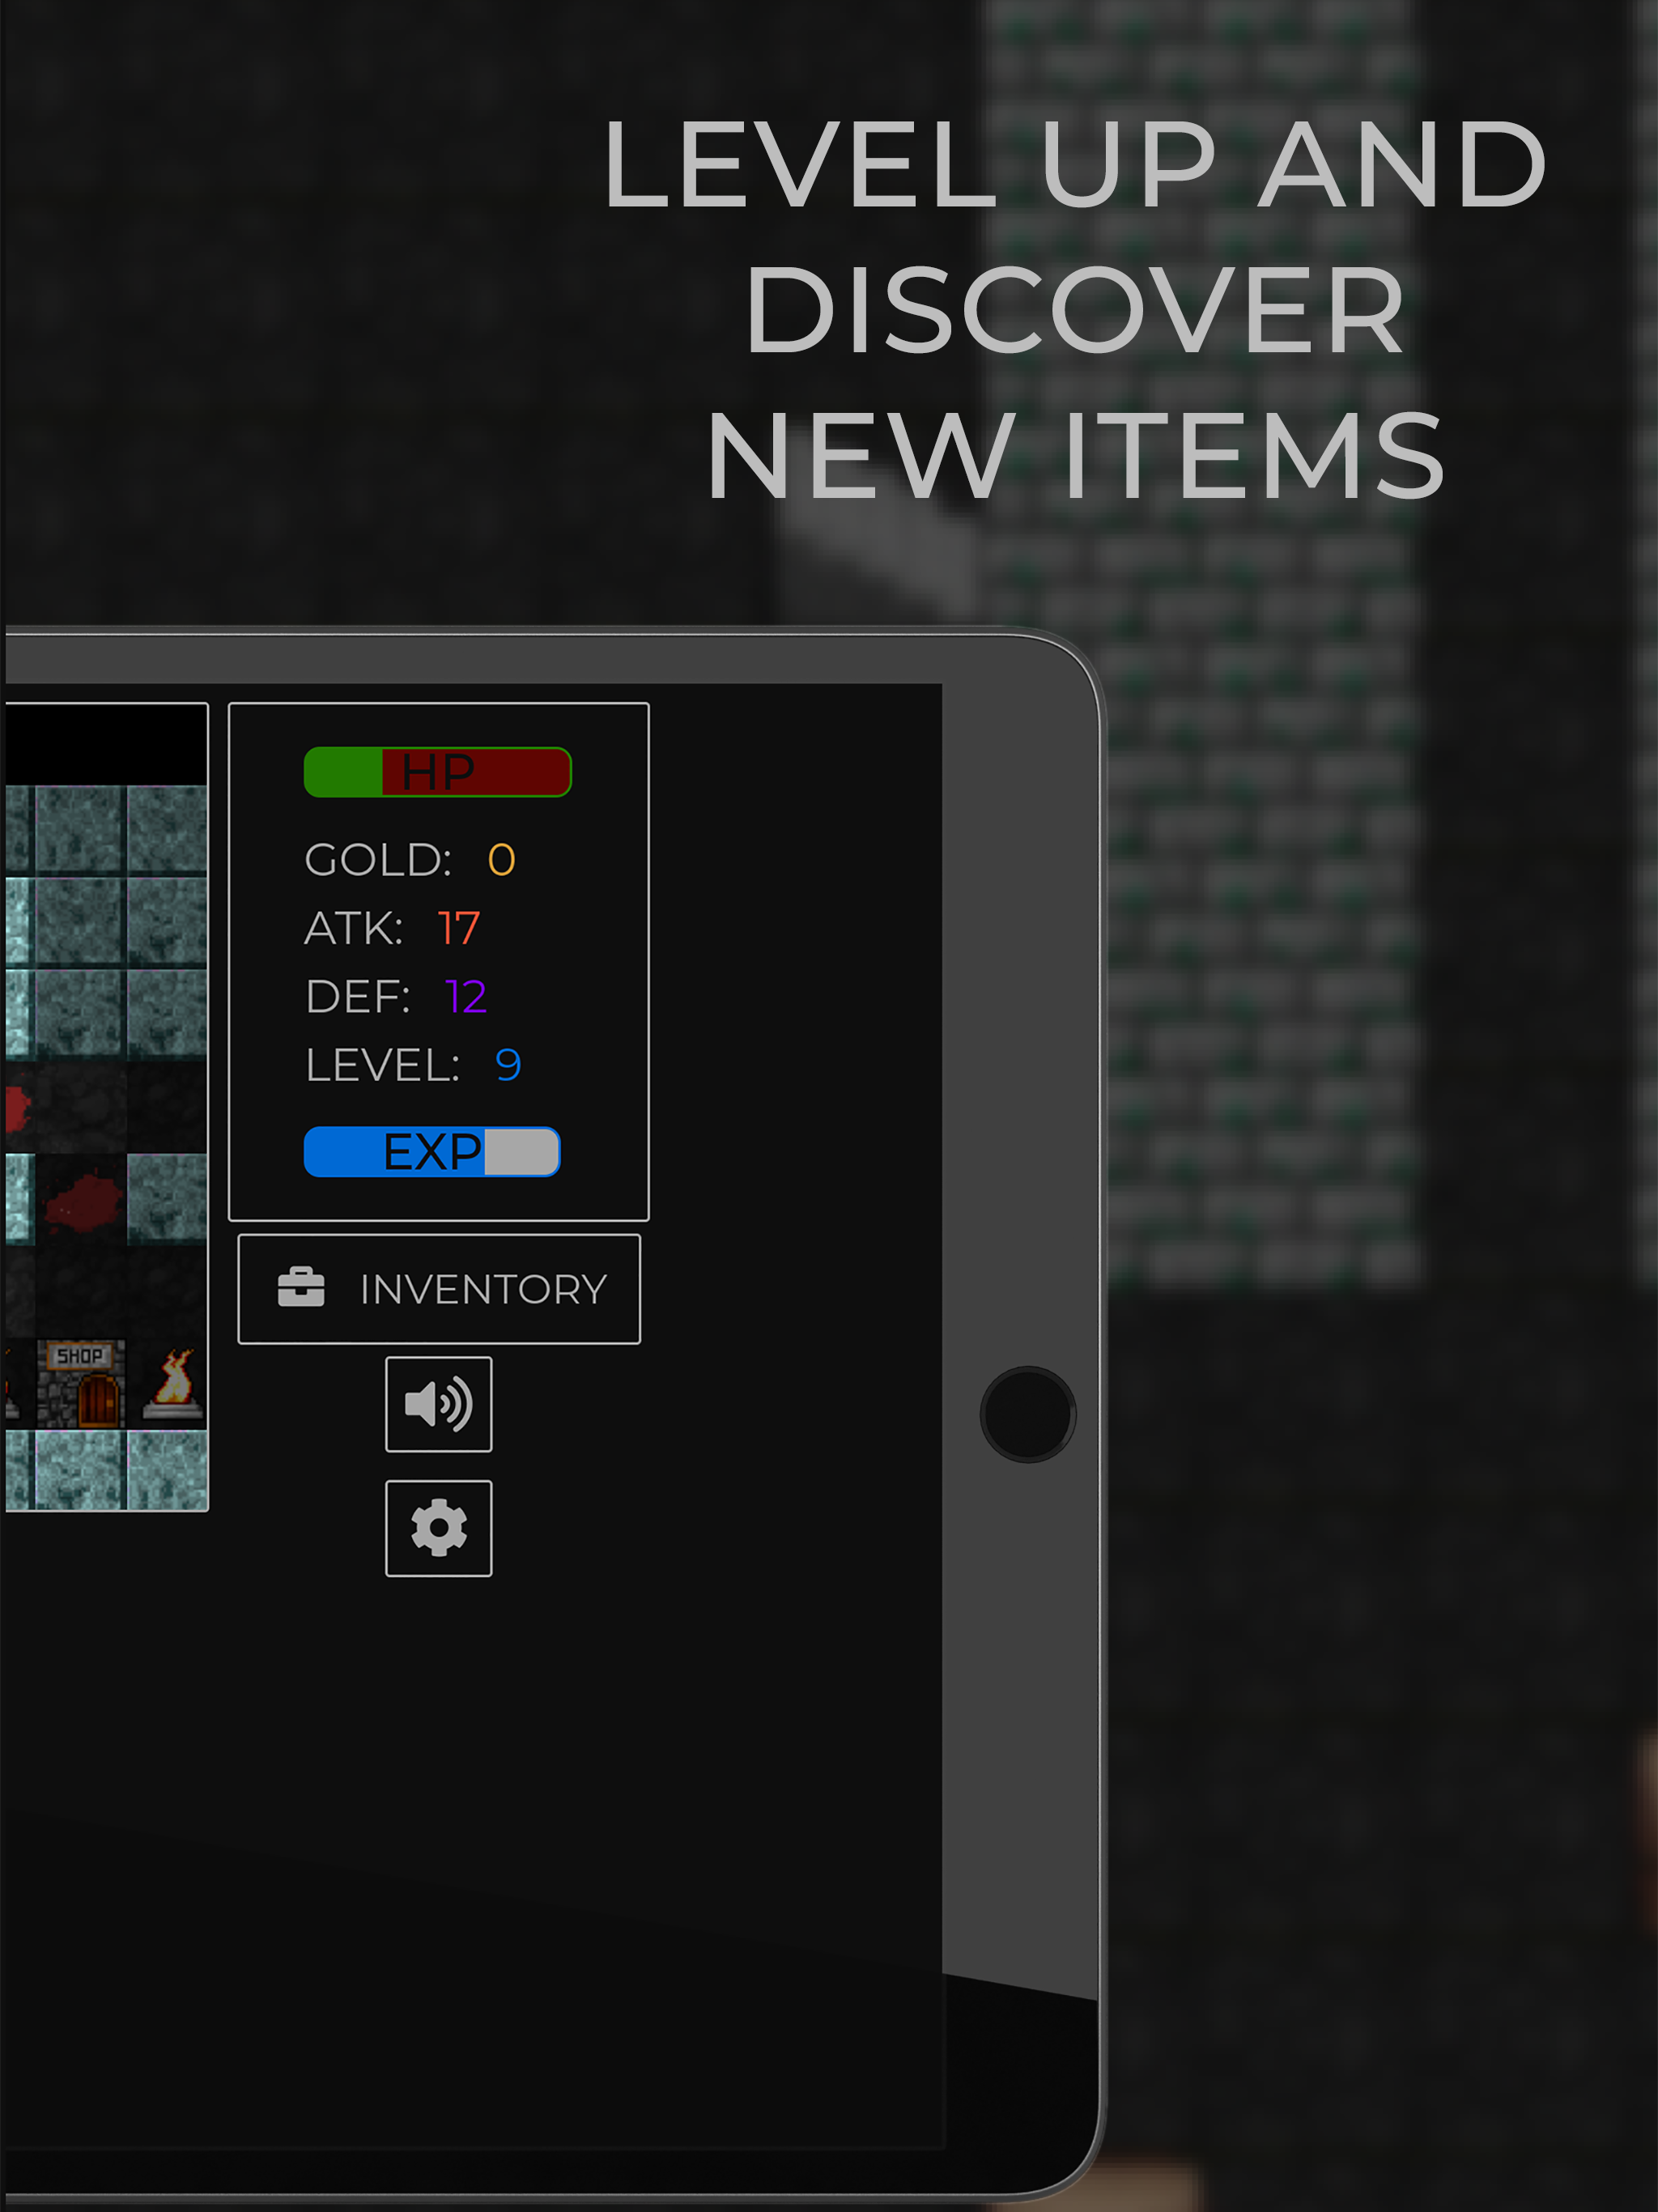 LEVEL UP AND
DISCOVER
NEW ITEMS
HP
GOLD: 0
ATK: 17
DEF: 12
LEVEL: 9
EXP
INVENTORY
SHOP